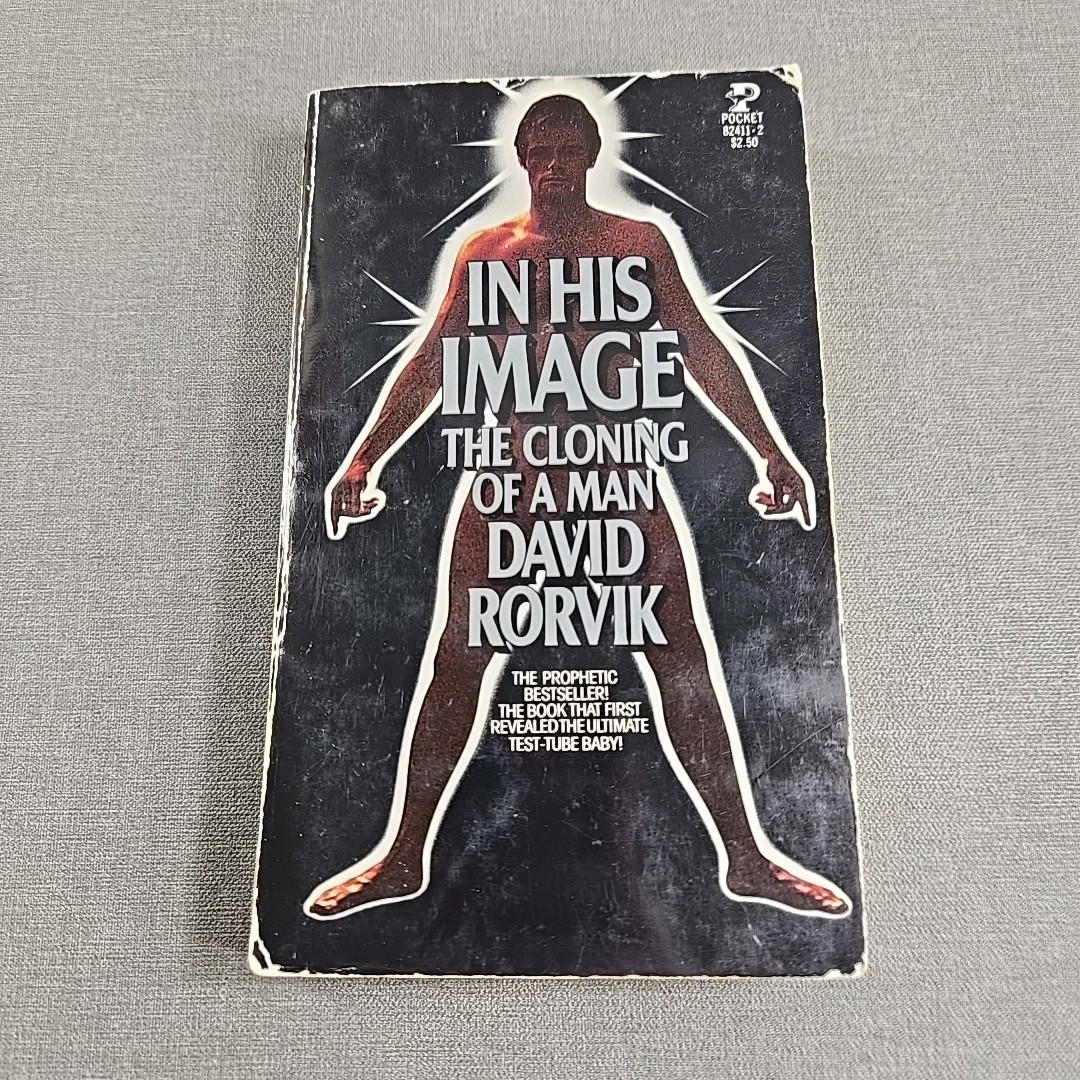 POCKET
82411-2
$2.50
IN HIS
IMAGE
THE CLONING
OF A MAN
DAVID
RORVIK
THE PROPHETIC
BESTSELLER!
THE BOOK THAT FIRST
REVEALED THE ULTIMATE
TEST-TUBE BABY!